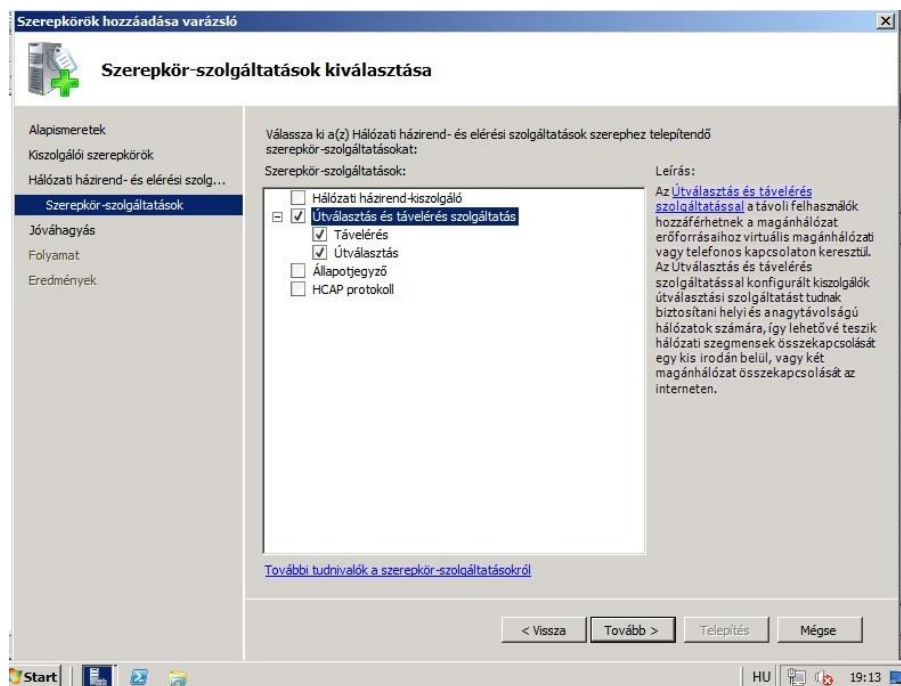 Szerepkörök hozzáadása varázsló
Szerepkör-szolgáltatások kiválasztása
Alapismeretek
Kiszolgálói szerepkörök
Hálózati házirend- és elérési szolg...
Szerepkör-szolgáltatások
Jóváhagyás
Folyamat
Eredmények
Válassza ki a(z) Hálózati házirend- és elérési szolgáltatások szerephez telepítendő
szerepkör-szolgáltatásokat:
Szerepkör-szolgáltatások:
Hálózati házirend-kiszolgáló
Útválasztás és távelérés szolgáltatás
Távelérés
Útválasztás
Állapotjegyző
HCAP protokoll
További tudnivalók a szerepkör-szolgáltatásokról
Leírás:
Az Útválasztás és távelérés
szolgáltatással a távoli felhasználók
hozzáférhetnek a magánhálózat
erőforrásaihoz virtuális magánhálózati
vagy telefonos kapcsolaton keresztül.
Az Útválasztás és távelérés
szolgáltatással konfigurált kiszolgálók
útválasztási szolgáltatást tudnak
biztosítani helyi és anagytávolságú
hálózatok számára, így lehetővé teszik
hálózati szegmensek összekapcsolását
egy kis irodán belül, vagy két
magánhálózat összekapcsolását az
interneten.
< Vissza
Tovább >
Telepítés
Mégse
Start
HU
19:13